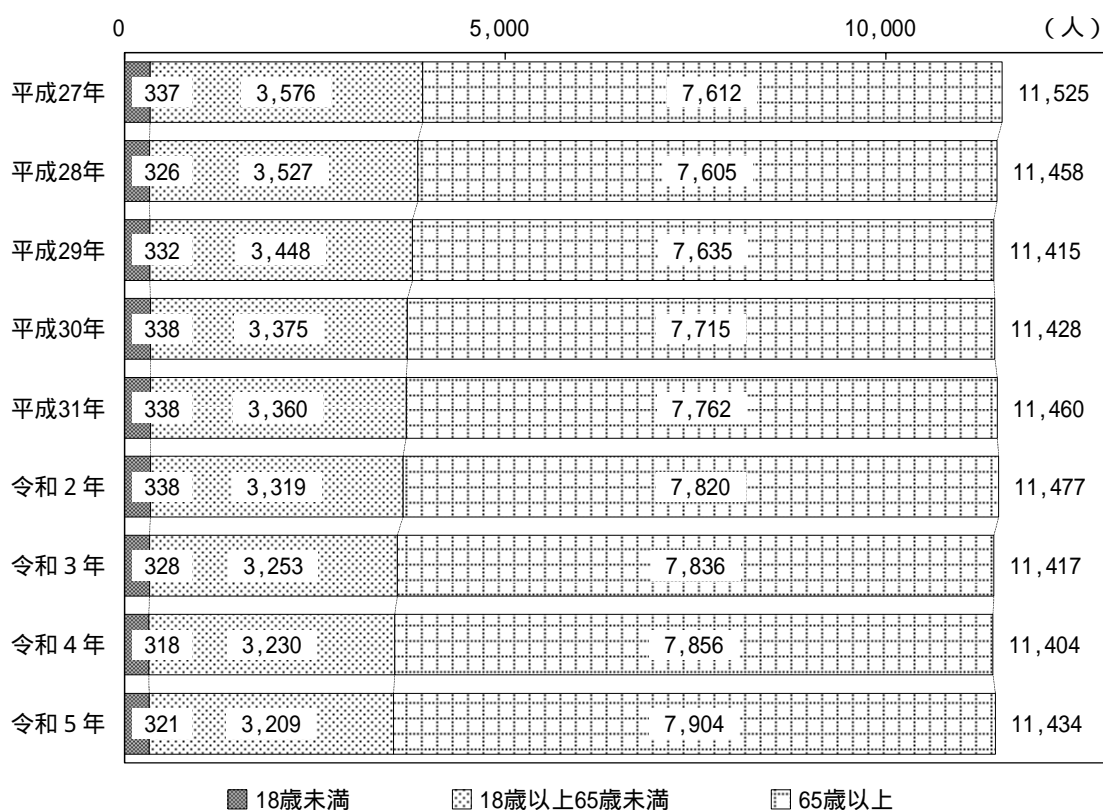 0 5,000 10,000 （人）
平成27年 337 3,576 7,612 11,525
平成28年 326 3,527 7,605 11,458
平成29年 332 3,448 7,635 11,415
平成30年 338 3,375 7,715 11,428
平成31年 338 3,360 7,762 11,460
令和２年 338 3,319 7,820 11,477
令和３年 328 3,253 7,836 11,417
令和４年 318 3,230 7,856 11,404
令和５年 321 3,209 7,904 11,434
18歳未満 18歳以上65歳未満 65歳以上